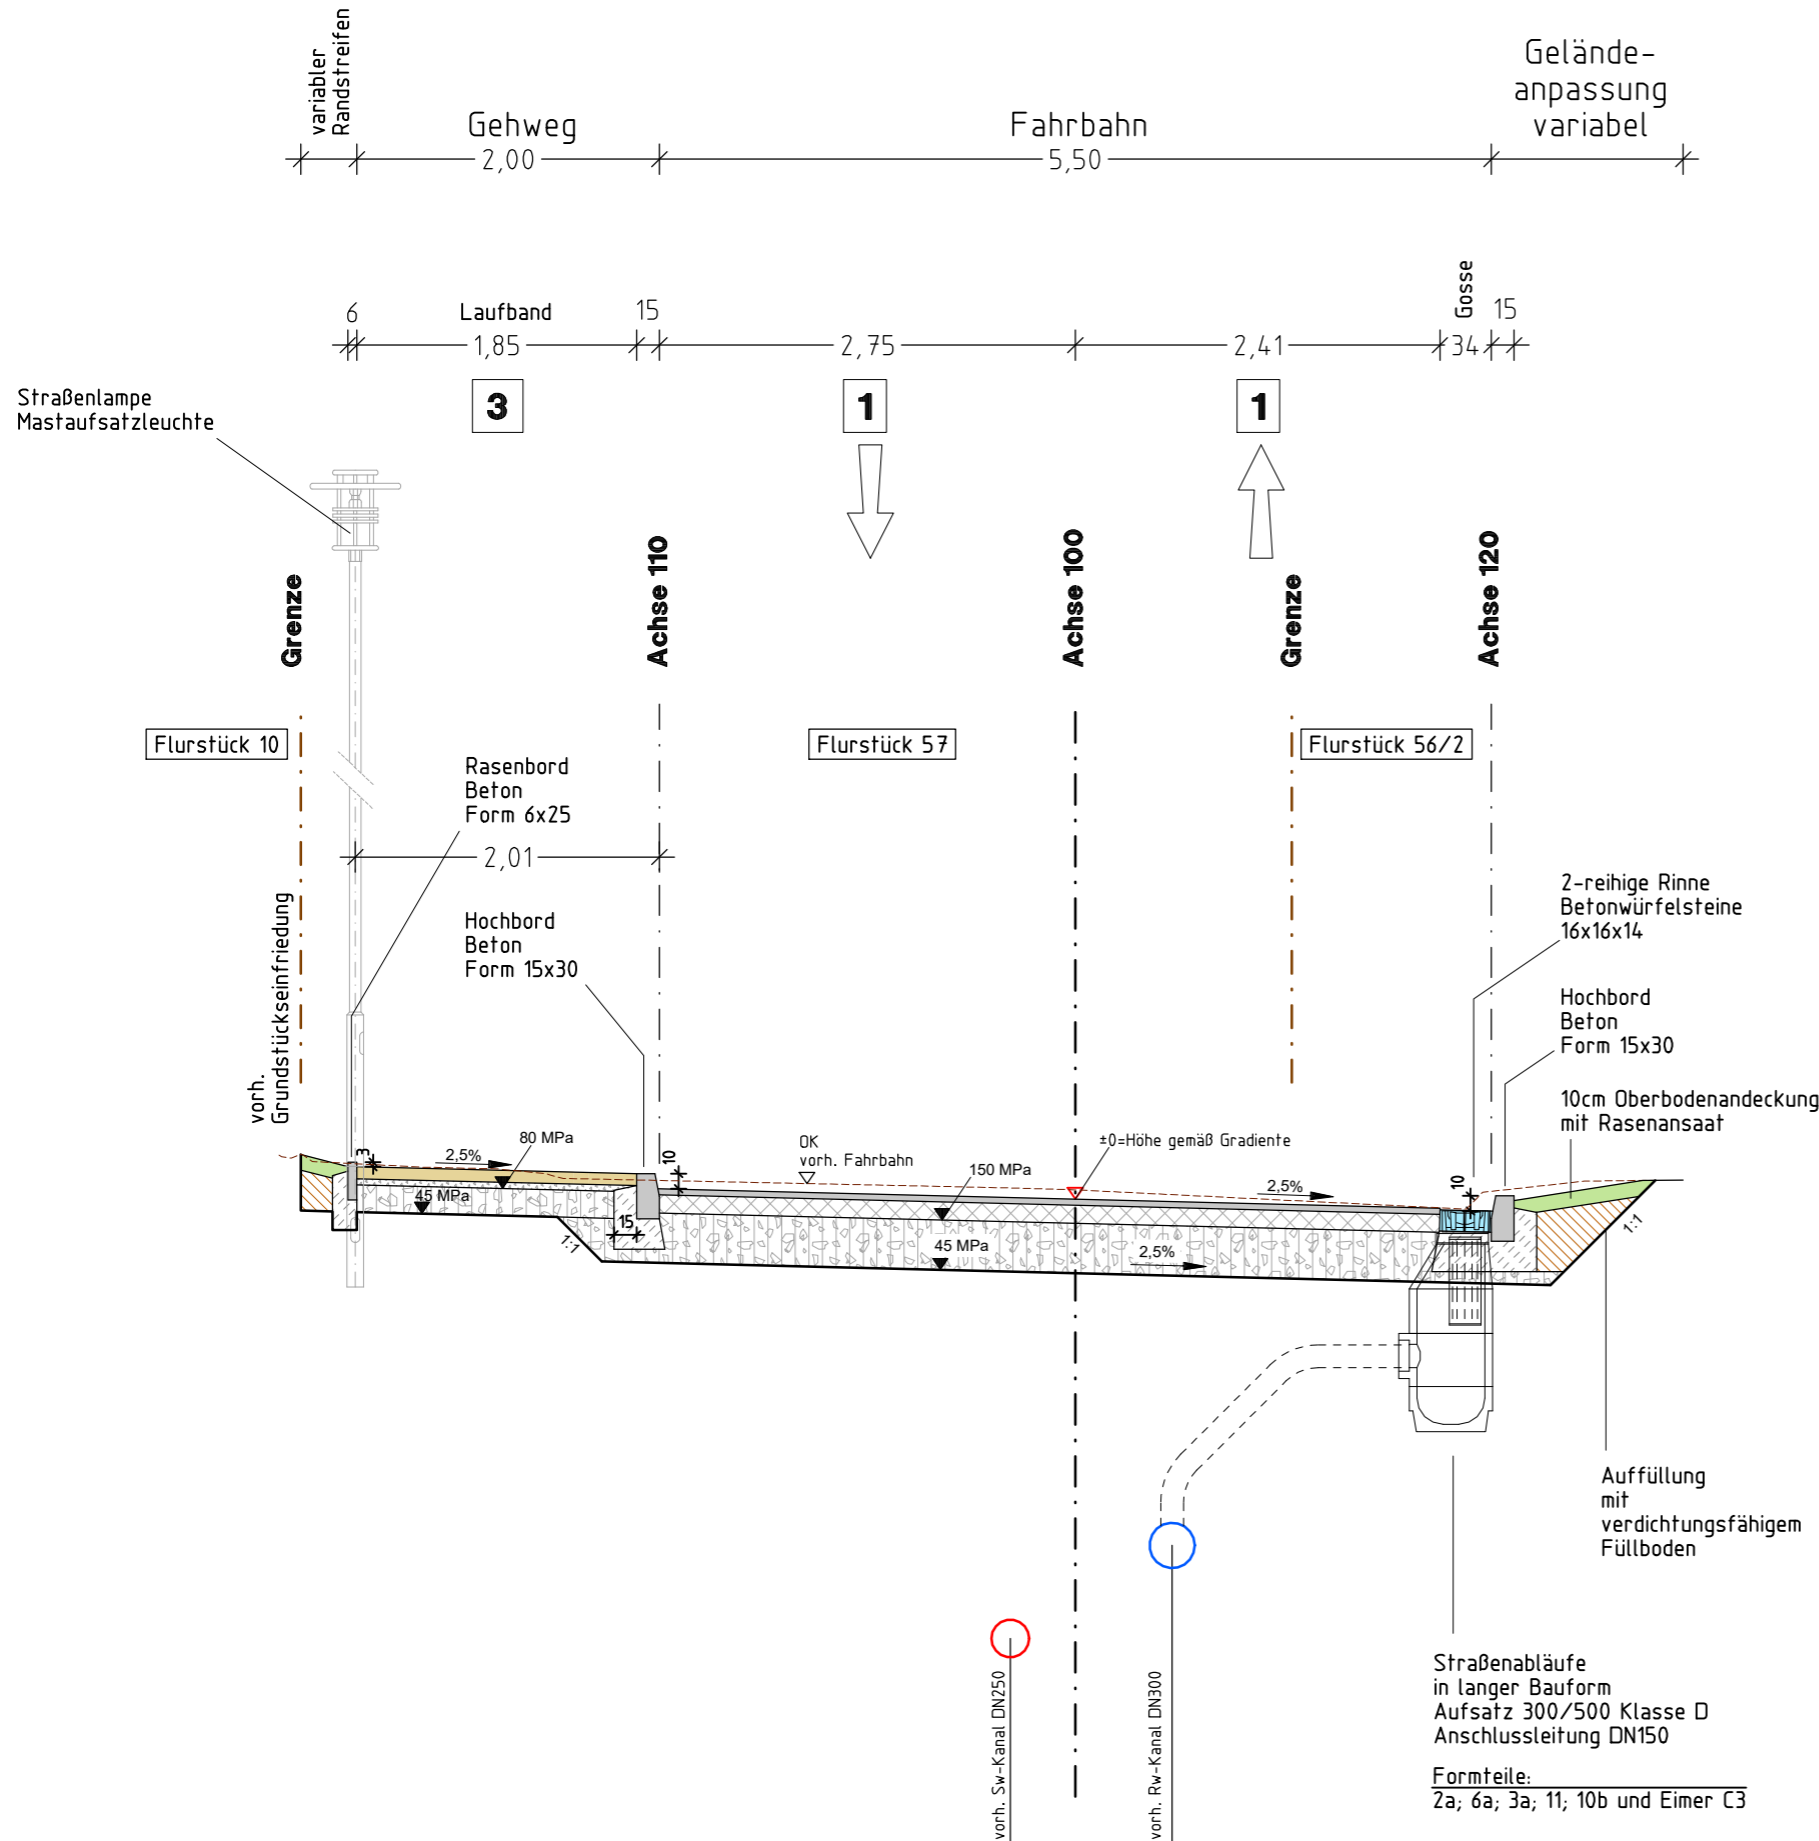 variabler
Randstreifen
Gehweg
2,00
Fahrbahn
5,50
Gelände-
anpassung
variabel
6
Laufband
1,85
15
2,75
2,41
Gosse
34
15
3
1
1
Straßenlampe
Mastaufsatzleuchte
Grenze
Achse 110
Achse 100
Grenze
Achse 120
Flurstück 10
Flurstück 57
Flurstück 56/2
Rasenbord
Beton
Form 6x25
2,01
vorh.
Grundstückseinfriedung
Hochbord
Beton
Form 15x30
2-reihige Rinne
Betonwürfelsteine
16x16x14
Hochbord
Beton
Form 15x30
10cm Oberbodenandeckung
mit Rasenansaat
3
2,5%
80 MPa
45 MPa
10
OK
vorh. Fahrbahn
150 MPa
±0=Höhe gemäß Gradiente
2,5%
10
15
1:1
45 MPa
2,5%
1:1
Auffüllung
mit
verdichtungsfähigem
Füllboden
vorh. Sw-Kanal DN250
vorh. Rw-Kanal DN300
Straßenabläufe
in langer Bauform
Aufsatz 300/500 Klasse D
Anschlussleitung DN150
Formteile:
2a; 6a; 3a; 11; 10b und Eimer C3